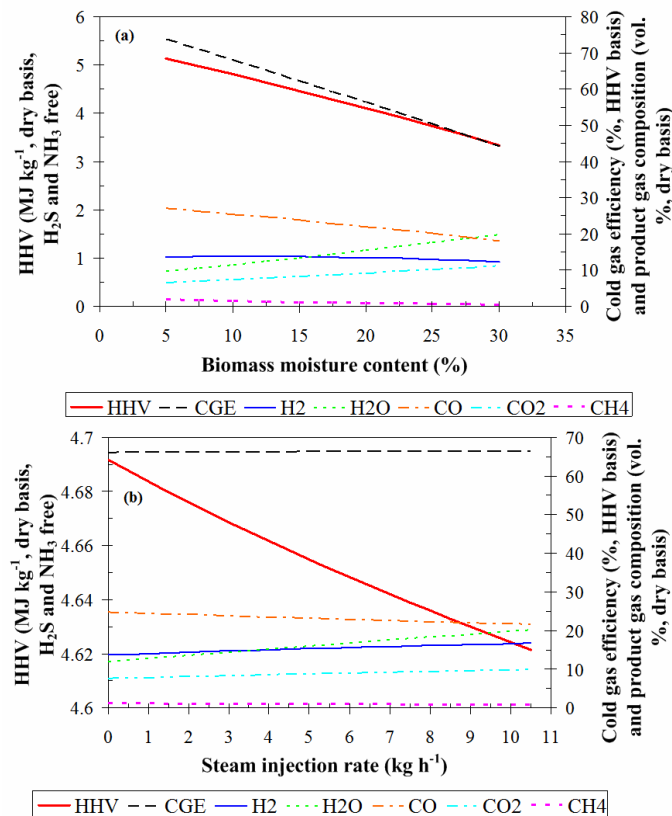 (a)
HHV (MJ kg-1, dry basis,
H2S and NH3 free)
6
5
4
3
2
1
0
80
70
60
50
40
30
20
10
0
Cold gas efficiency (%, HHV basis)
and product gas composition (vol.
%, dry basis)
0 5 10 15 20 25 30 35
Biomass moisture content (%)
HHV CGE H2 H2O CO CO2 CH4
(b)
HHV (MJ kg-1, dry basis,
H2S and NH3 free)
4.7
4.68
4.66
4.64
4.62
4.6
70
60
50
40
30
20
10
0
Cold gas efficiency (%, HHV basis)
and product gas composition (vol.
%, dry basis)
0 1 2 3 4 5 6 7 8 9 10 11
Steam injection rate (kg h-1)
HHV CGE H2 H2O CO CO2 CH4